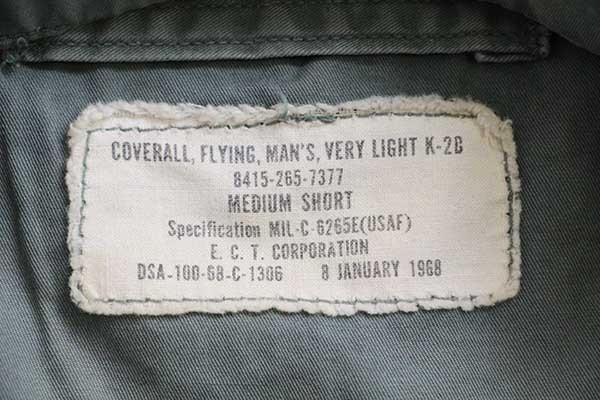 COVERALL, FLYING, MAN'S, VERY LIGHT K-2B
8415-265-7377
MEDIUM SHORT
Specification MIL-C-6265E(USAF)
E. C. T. CORPORATION
DSA-100-68-C-1306 8 JANUARY 1968